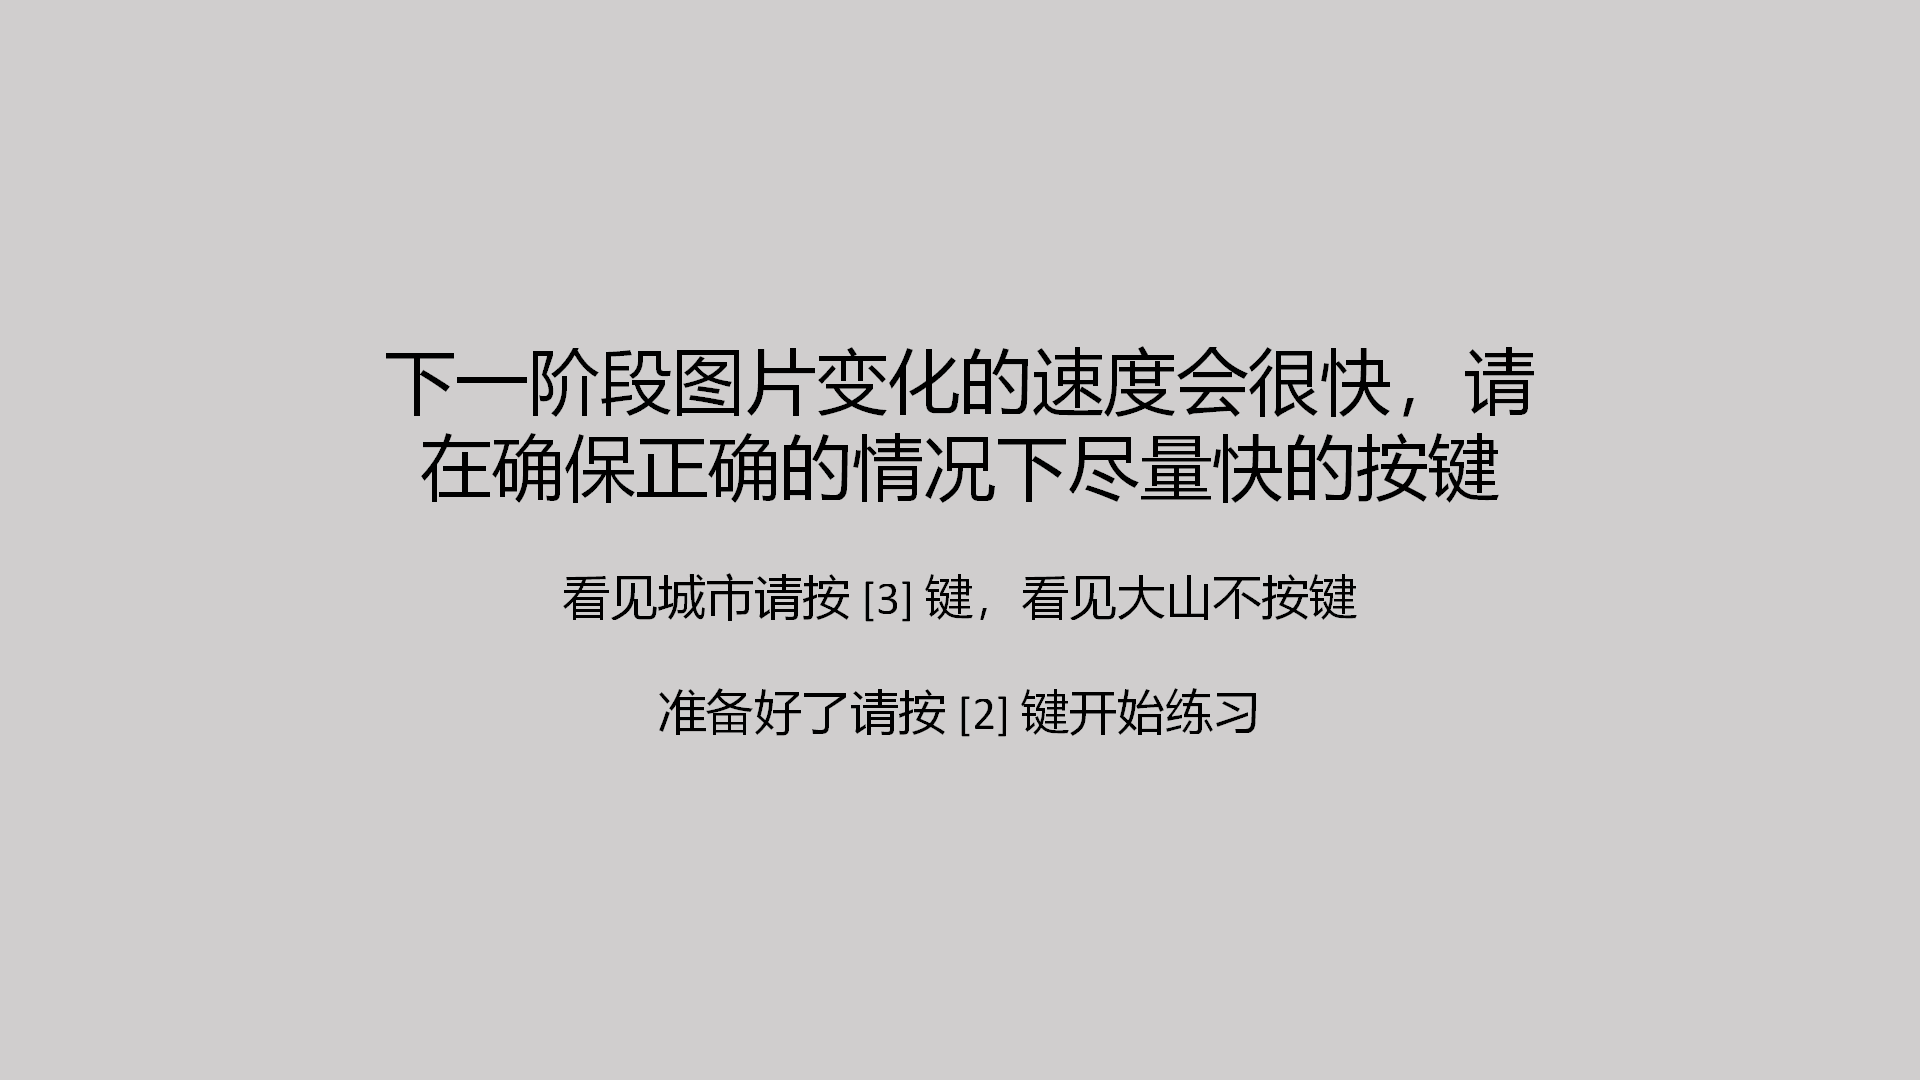 下一阶段图片变化的速度会很快，请
在确保正确的情况下尽量快的按键
看见城市请按 [3] 键，看见大山不按键
准备好了请按 [2] 键开始练习